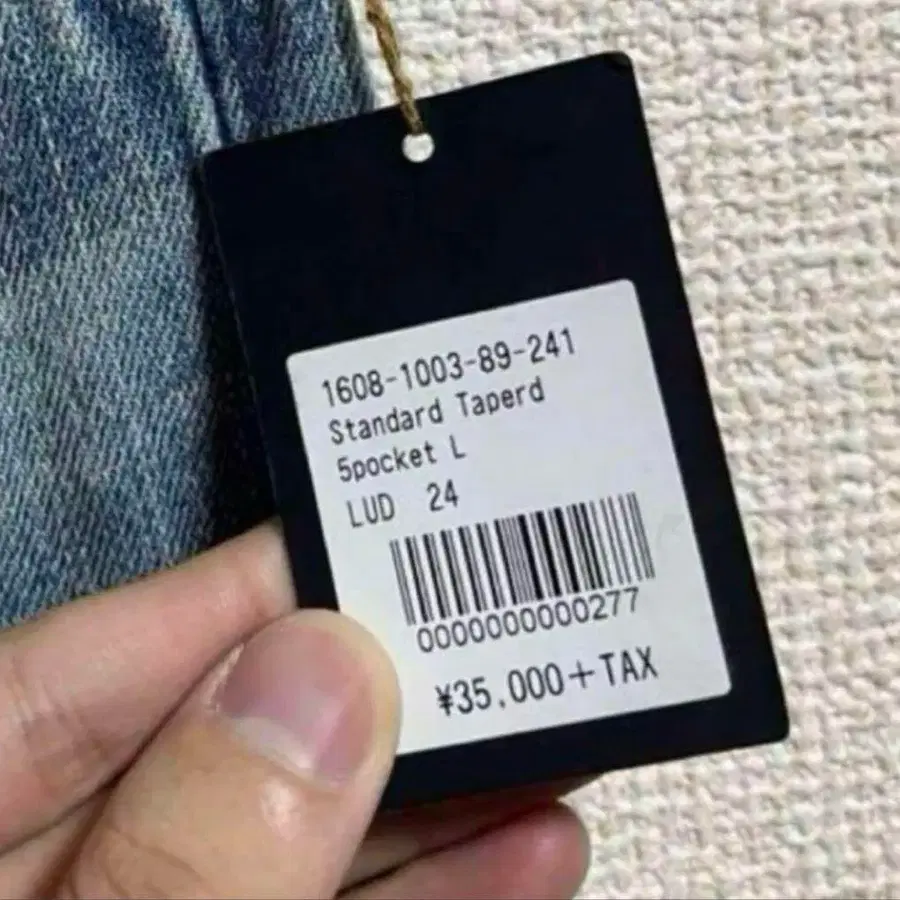 1608-1003-89-241
Standard Taperd
5pocket L
LUD 24
0000000000277
¥35,000+TAX